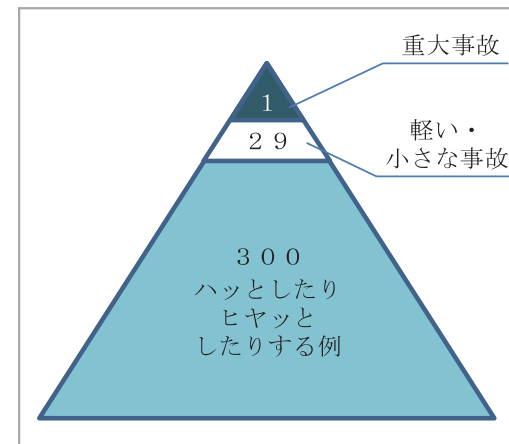 重大事故
1
２９
軽い・
小さな事故
３００
ハッとしたり
ヒヤッと
したりする例